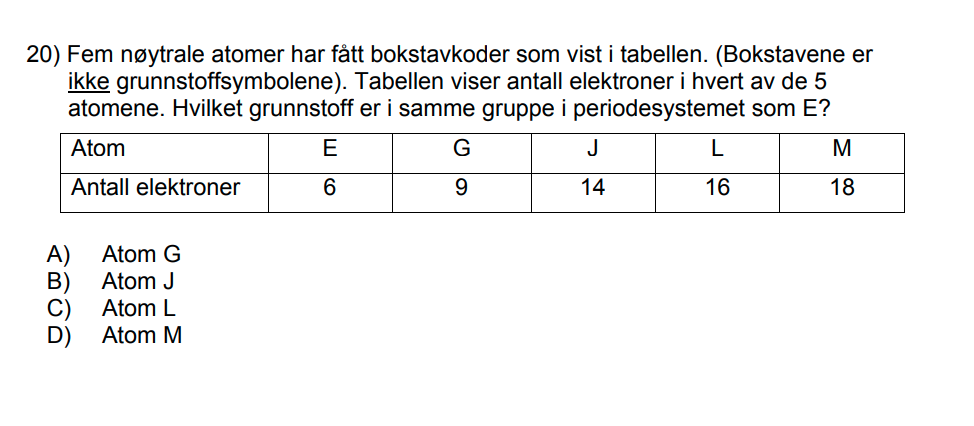 20) Fem nøytrale atomer har fått bokstavkoder som vist i tabellen. (Bokstavene er
ikke grunnstoffsymbolene). Tabellen viser antall elektroner i hvert av de 5
atomene. Hvilket grunnstoff er i samme gruppe i periodesystemet som E?
Atom E G J L M
Antall elektroner 6 9 14 16 18
A) Atom G
B) Atom J
C) Atom L
D) Atom M